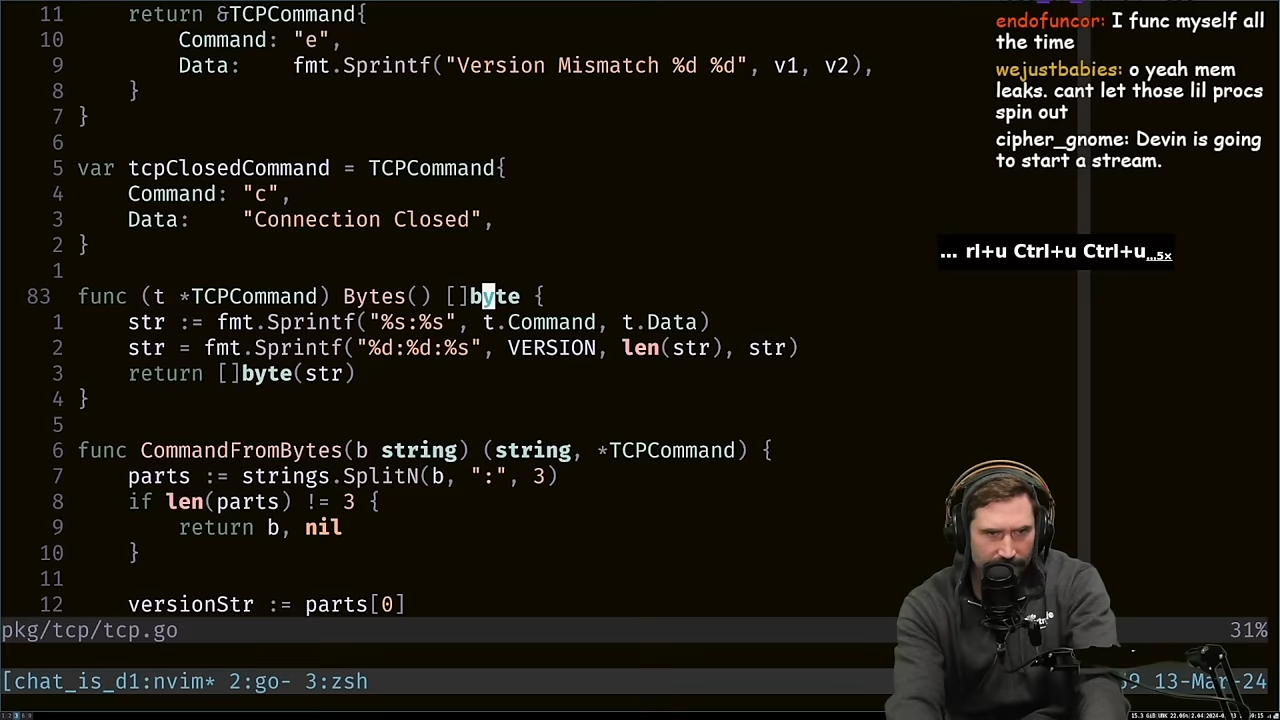 11 return &TCPCommand{
10 Command: "e",
9 Data: fmt.Sprintf("Version Mismatch %d %d", v1, v2),
8 }
7 }
6
5 var tcpClosedCommand = TCPCommand{
4 Command: "c",
3 Data: "Connection Closed",
2 }
1
83 func (t *TCPCommand) Bytes() []byte {
1 str := fmt.Sprintf("%s:%s", t.Command, t.Data)
2 str = fmt.Sprintf("%d:%d:%s", VERSION, len(str), str)
3 return []byte(str)
4 }
5
6 func CommandFromBytes(b string) (string, *TCPCommand) {
7 parts := strings.SplitN(b, ":", 3)
8 if len(parts) != 3 {
9 return b, nil
10 }
11
12 versionStr := parts[0]
pkg/tcp/tcp.go 31%
[chat_is_d1:nvim* 2:go- 3:zsh 13-Mar-24
endofuncor: I func myself all
the time
wejustbabies: o yeah mem
leaks. cant let those lil procs
spin out
cipher_gnome: Devin is going
to start a stream.
... rl+u Ctrl+u Ctrl+u...5x